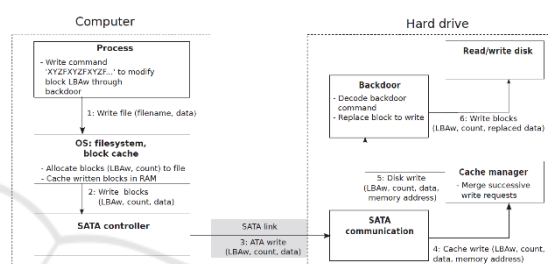 Computer
Hard drive
Process
- Write command
'XYZFXYZFXYZF...' to modify
block LBAw through
backdoor
1: Write file (filename, data)
OS: filesystem,
block cache
- Allocate blocks (LBAw, count) to file
- Cache written blocks in RAM
2: Write blocks
(LBAw, count, data)
SATA controller
SATA link
3: ATA write
(LBAw, count, data)
Read/write disk
Backdoor
- Decode backdoor
command
- Replace block to write
6: Write blocks
(LBAw, count, replaced data)
5: Disk write
(LBAw, count, data,
memory address)
Cache manager
- Merge successive
write requests
SATA
communication
4: Cache write (LBAw, count,
data, memory address)